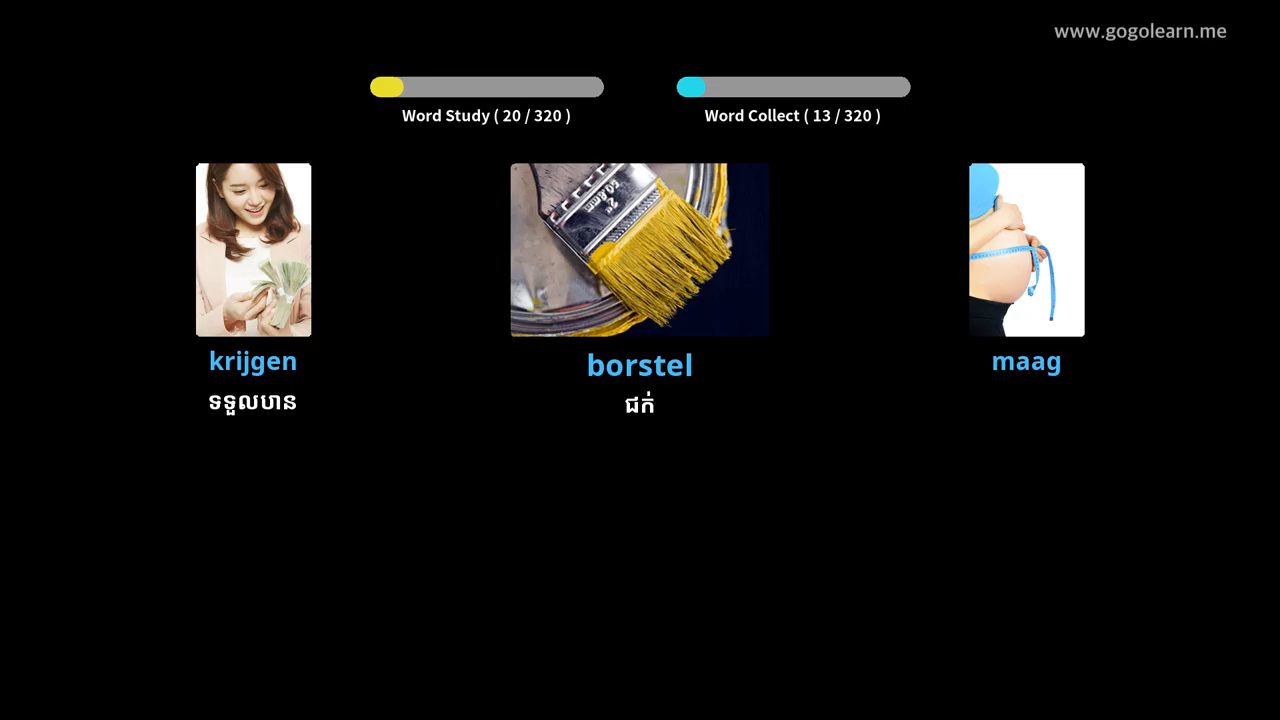 www.gogolearn.me
Word Study ( 20 / 320 )
Word Collect ( 13 / 320 )
krijgen
ទទួលបាន
borstel
ជក់
maag